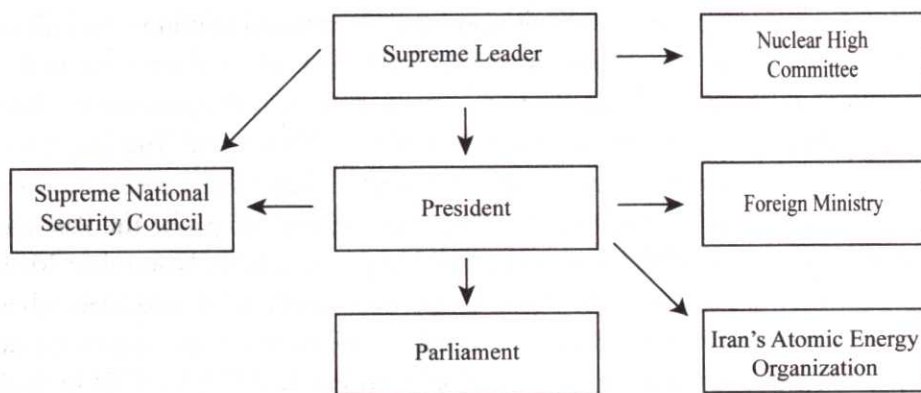 Supreme Leader
Nuclear High
Committee
Supreme National
Security Council
President
Foreign Ministry
Parliament
Iran's Atomic Energy
Organization